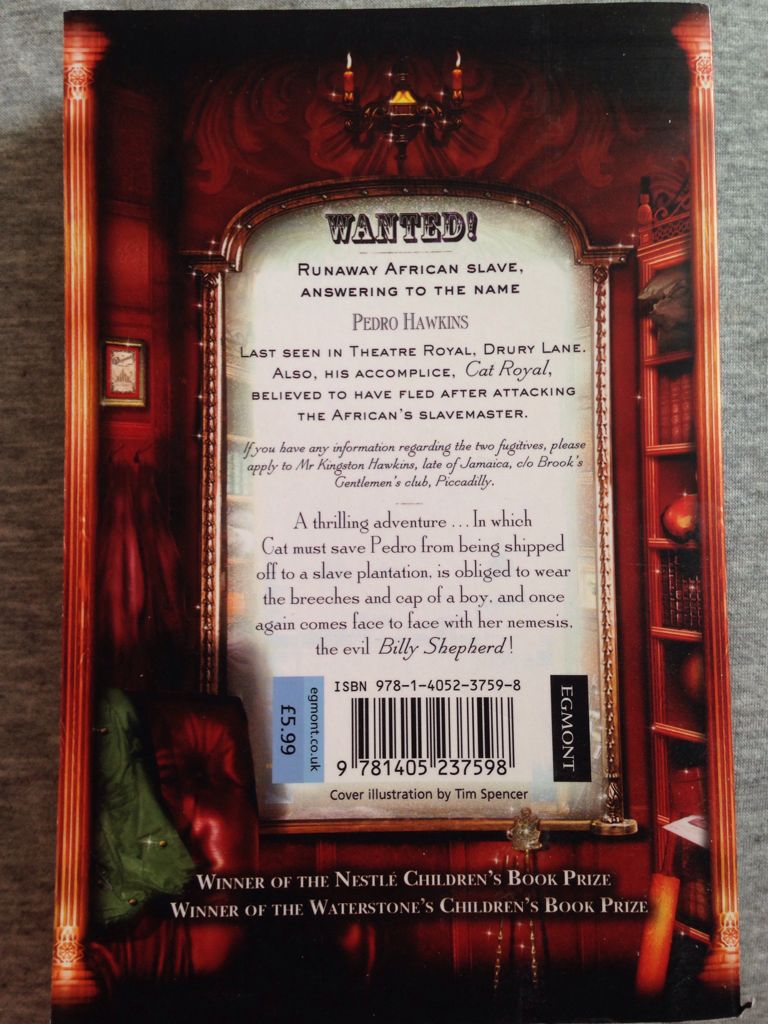 WANTED!
RUNAWAY AFRICAN SLAVE,
ANSWERING TO THE NAME
PEDRO HAWKINS
LAST SEEN IN THEATRE ROYAL, DRURY LANE.
ALSO, HIS ACCOMPLICE, Cat Royal,
BELIEVED TO HAVE FLED AFTER ATTACKING
THE AFRICAN'S SLAVEMASTER.
If you have any information regarding the two fugitives, please
apply to Mr Kingston Hawkins, late of Jamaica, c/o Brook's
Gentlemen's club, Piccadilly.
A thrilling adventure ... In which
Cat must save Pedro from being shipped
off to a slave plantation, is obliged to wear
the breeches and cap of a boy, and once
again comes face to face with her nemesis,
the evil Billy Shepherd!
egmont.co.uk
£5.99
ISBN 978-1-4052-3759-8
9 781405 237598
EGMONT
Cover illustration by Tim Spencer
WINNER OF THE NESTLÉ CHILDREN'S BOOK PRIZE
WINNER OF THE WATERSTONE'S CHILDREN'S BOOK PRIZE